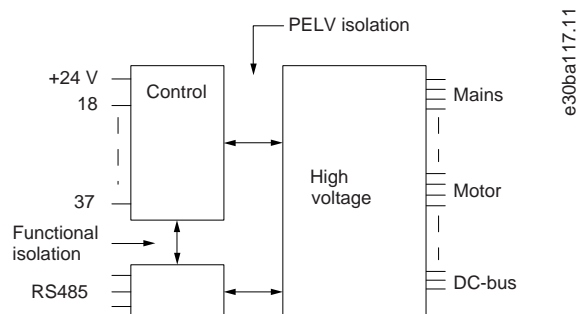 PELV isolation
e30ba117.11
+24 V
Control
18
Mains
High
voltage
37
Motor
Functional
isolation
RS485
DC-bus